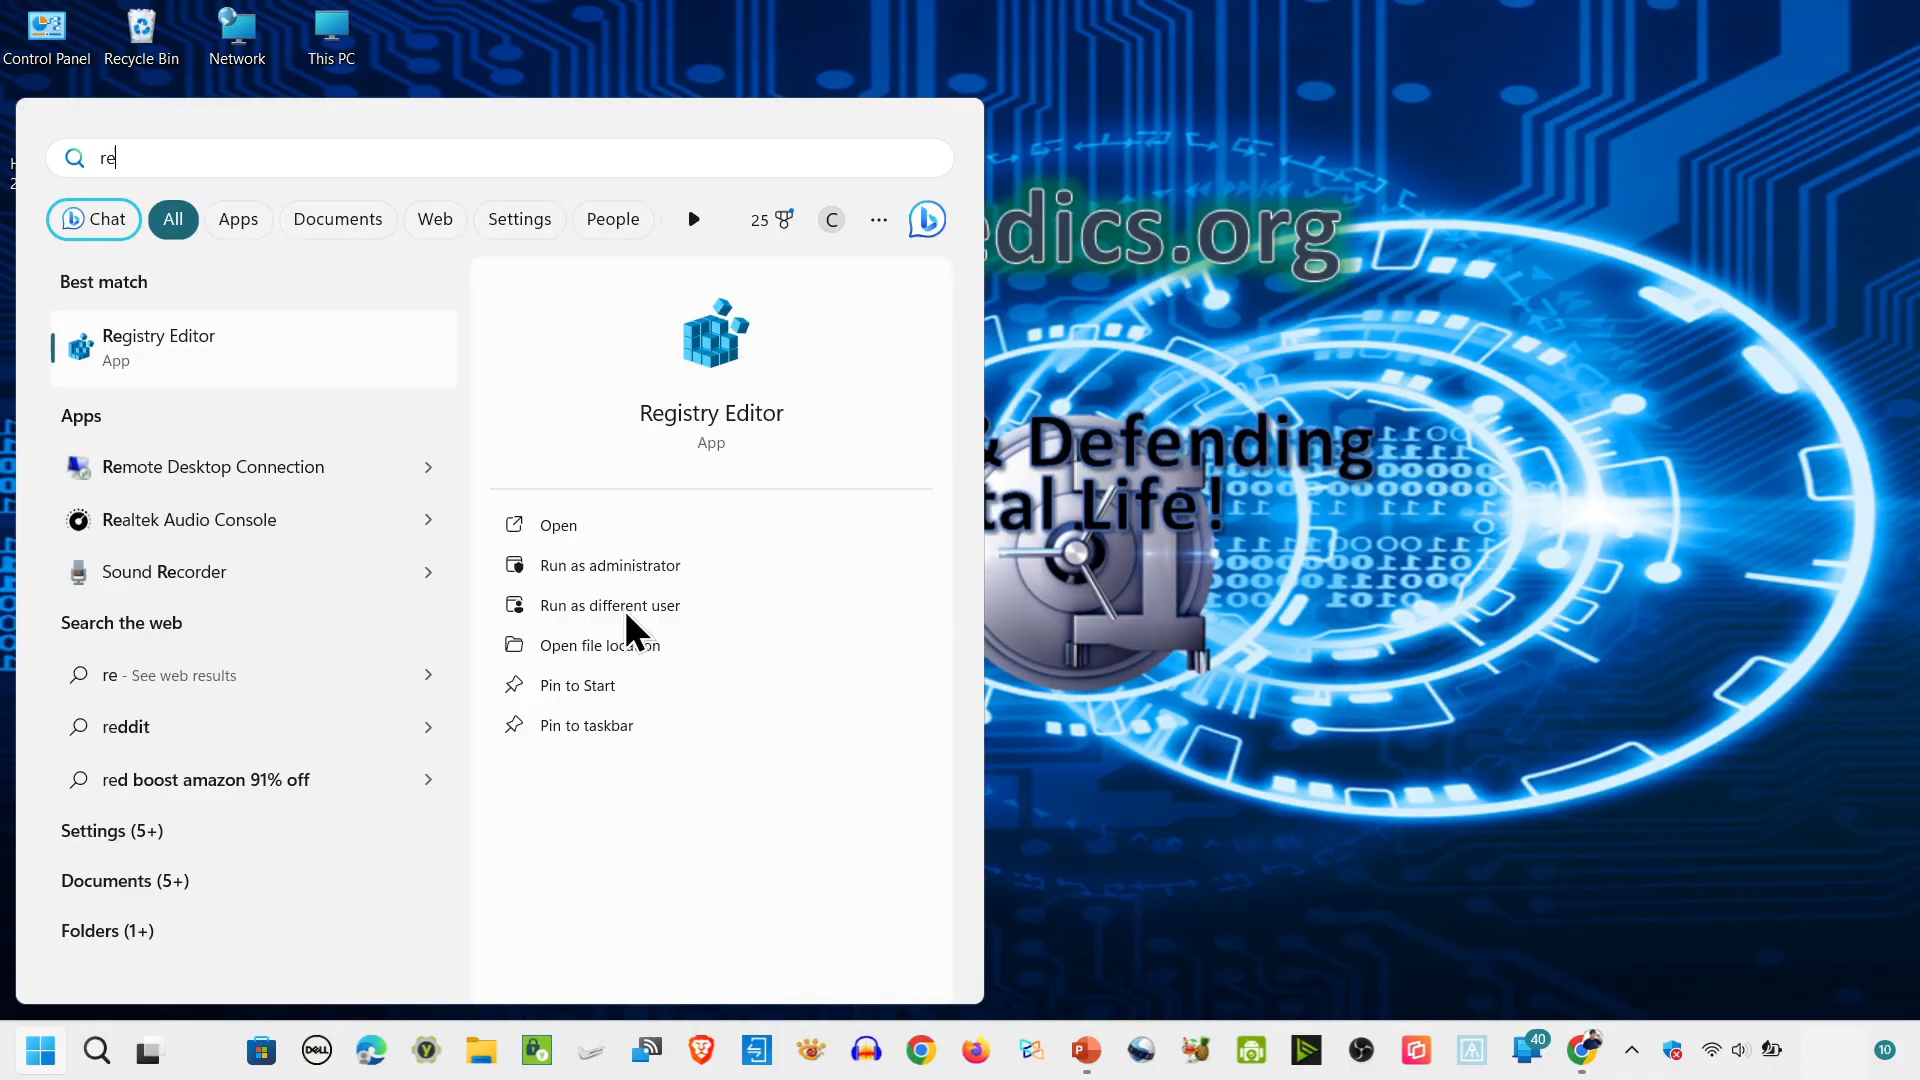 Control Panel
Recycle Bin
Network
This PC
re
Chat
All
Apps
Documents
Web
Settings
People
25
C
Best match
Registry Editor
App
Apps
Remote Desktop Connection
Realtek Audio Console
Sound Recorder
Search the web
re - See web results
reddit
red boost amazon 91% off
Settings (5+)
Documents (5+)
Folders (1+)
Registry Editor
App
Open
Run as administrator
Run as different user
Open file location
Pin to Start
Pin to taskbar
edics.org
& Defending
tal Life!
DELL
40
10